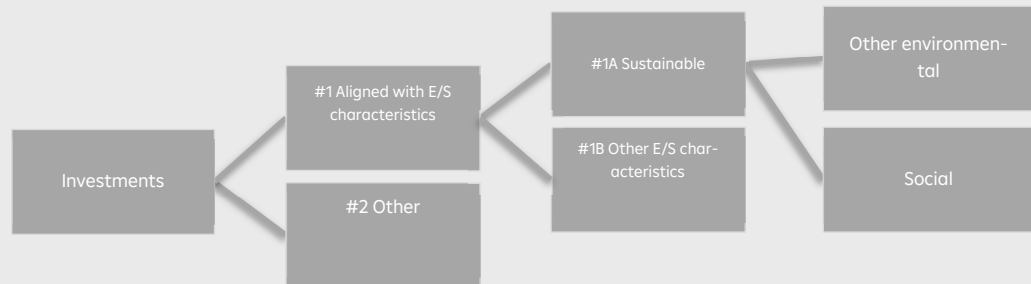 Investments
#1 Aligned with E/S
characteristics
#2 Other
#1A Sustainable
#1B Other E/S char-
acteristics
Other environmen-
tal
Social